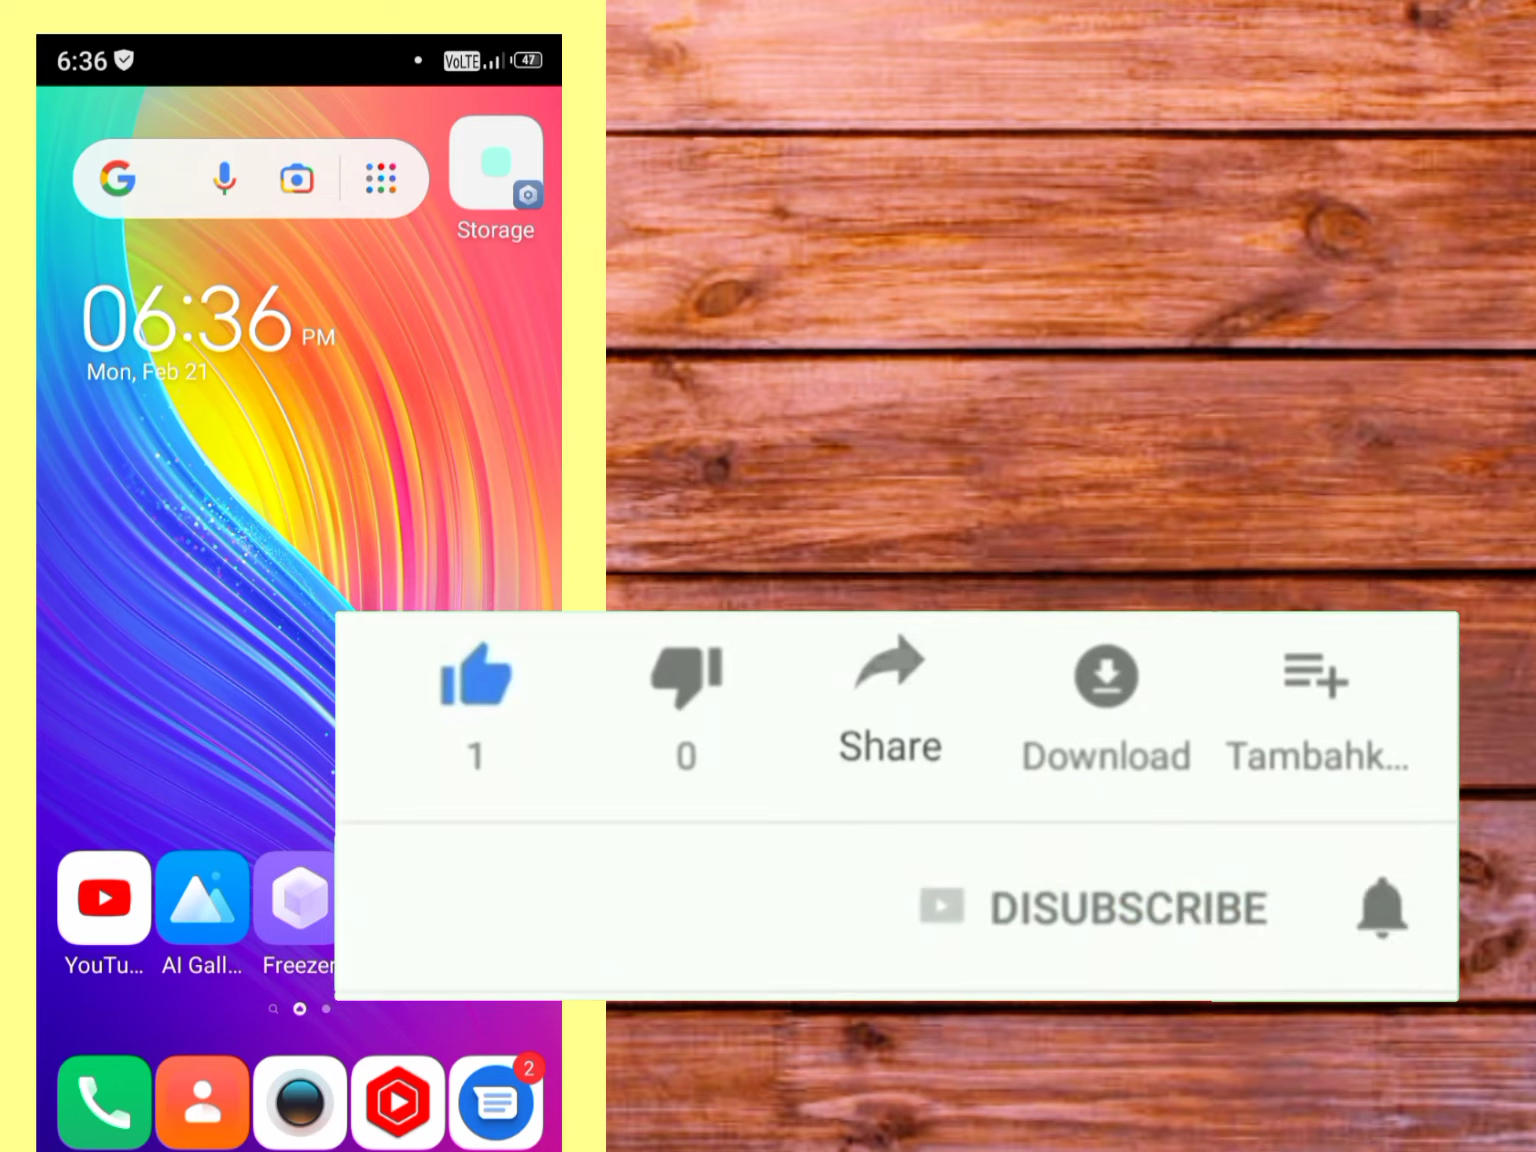 6:36
VoLTE
47
Storage
06:36 PM
Mon, Feb 21
1
0
Share
Download
Tambahk...
DISUBSCRIBE
YouTu...
AI Gall...
Freezer
2